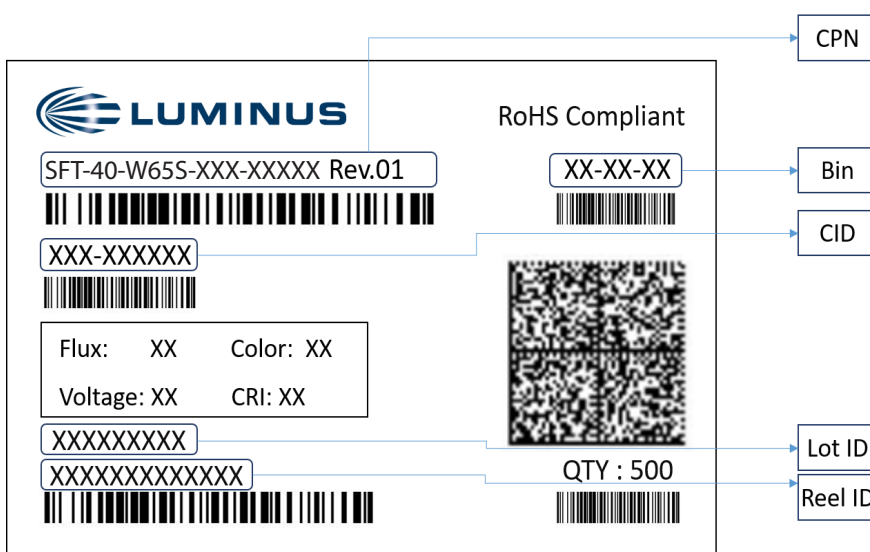 CPN
LUMINUS
RoHS Compliant
SFT-40-W65S-XXX-XXXXX Rev.01
XX-XX-XX
Bin
XXX-XXXXXX
CID
Flux: XX Color: XX
Voltage: XX CRI: XX
XXXXXXXXX
Lot ID
XXXXXXXXXXXXX
QTY : 500
Reel ID